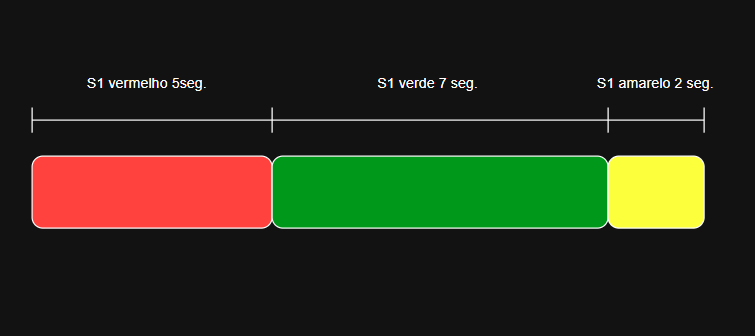 S1 vermelho 5seg.
S1 verde 7 seg.
S1 amarelo 2 seg.